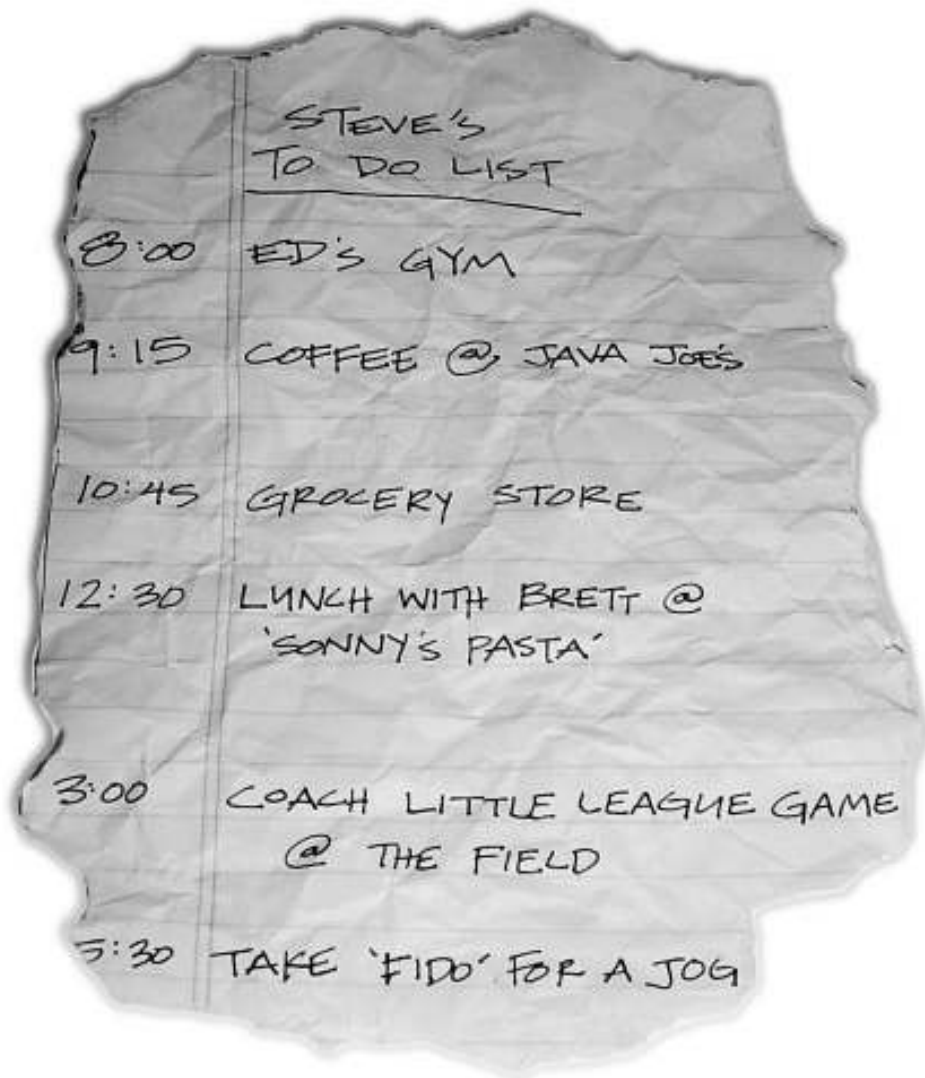 STEVE'S
TO DO LIST
8:00 ED'S GYM
9:15 COFFEE @ JAVA JOE'S
10:45 GROCERY STORE
12:30 LUNCH WITH BRETT @
'SONNY'S PASTA'
3:00 COACH LITTLE LEAGUE GAME
@ THE FIELD
5:30 TAKE 'FIDO' FOR A JOG